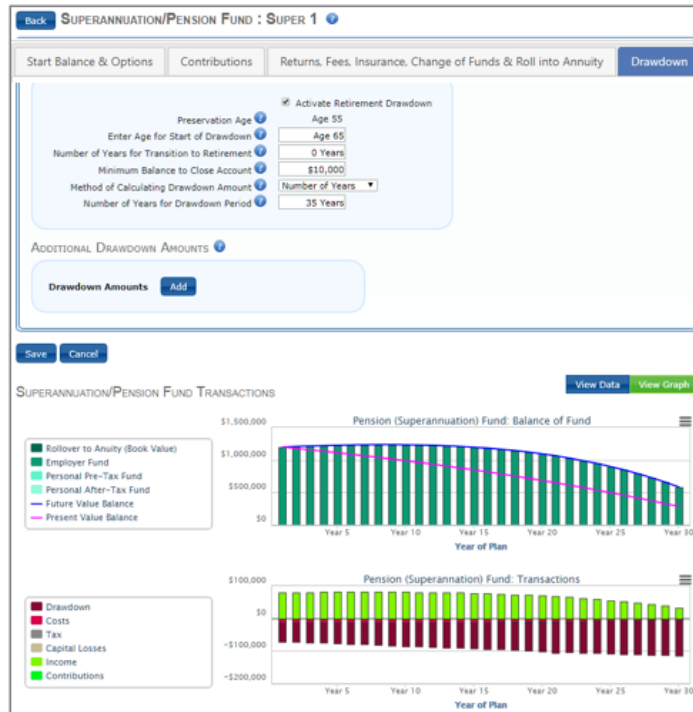 Back SUPERANNUATION/PENSION FUND : SUPER 1 ?
Start Balance & Options Contributions Returns, Fees, Insurance, Change of Funds & Roll into Annuity Drawdown
Activate Retirement Drawdown
Preservation Age ? Age 55
Enter Age for Start of Drawdown ? Age 65
Number of Years for Transition to Retirement ? 0 Years
Minimum Balance to Close Account ? $10,000
Method of Calculating Drawdown Amount ? Number of Years
Number of Years for Drawdown Period ? 35 Years
ADDITIONAL DRAWDOWN AMOUNTS ?
Drawdown Amounts Add
Save Cancel
View Data View Graph
SUPERANNUATION/PENSION FUND TRANSACTIONS
Pension (Superannuation) Fund: Balance of Fund
$1,500,000
$1,000,000
$500,000
$0
Rollover to Anuity (Book Value)
Employer Fund
Personal Pre-Tax Fund
Personal After-Tax Fund
Future Value Balance
Present Value Balance
Year 5 Year 10 Year 15 Year 20 Year 25 Year 30
Year of Plan
Pension (Superannation) Fund: Transactions
$100,000
$0
-$100,000
-$200,000
Drawdown
Costs
Tax
Capital Losses
Income
Contributions
Year 5 Year 10 Year 15 Year 20 Year 25 Year 30
Year of Plan